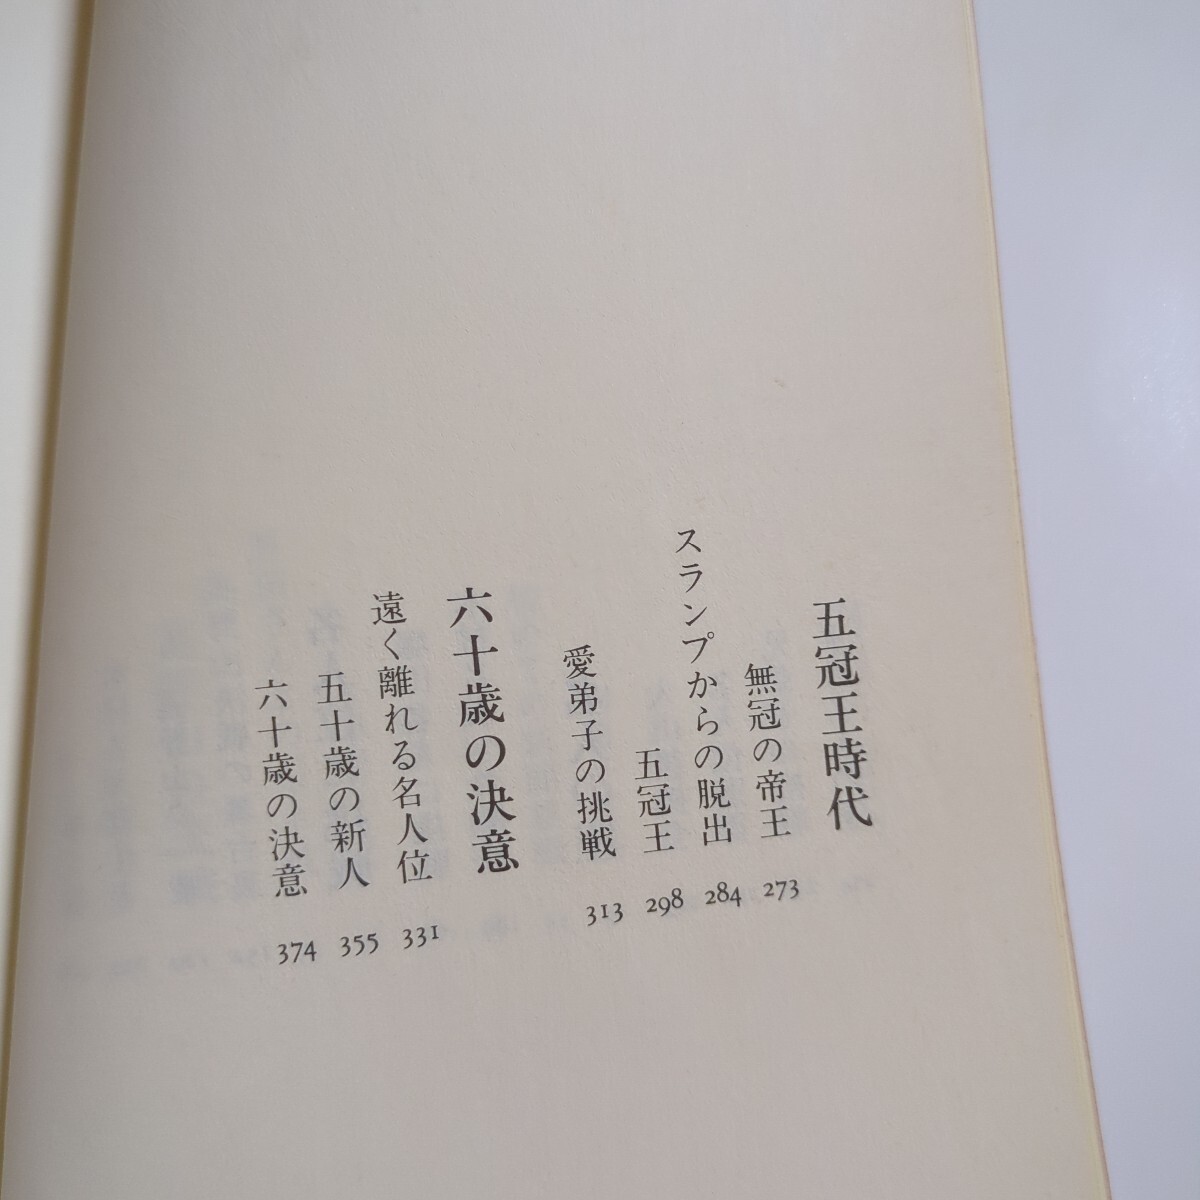 五冠王時代
無冠の帝王 273
スランプからの脱出 284
五冠王 298
愛弟子の挑戦 313
六十歳の決意
遠く離れる名人位 331
五十歳の新人 355
六十歳の決意 374